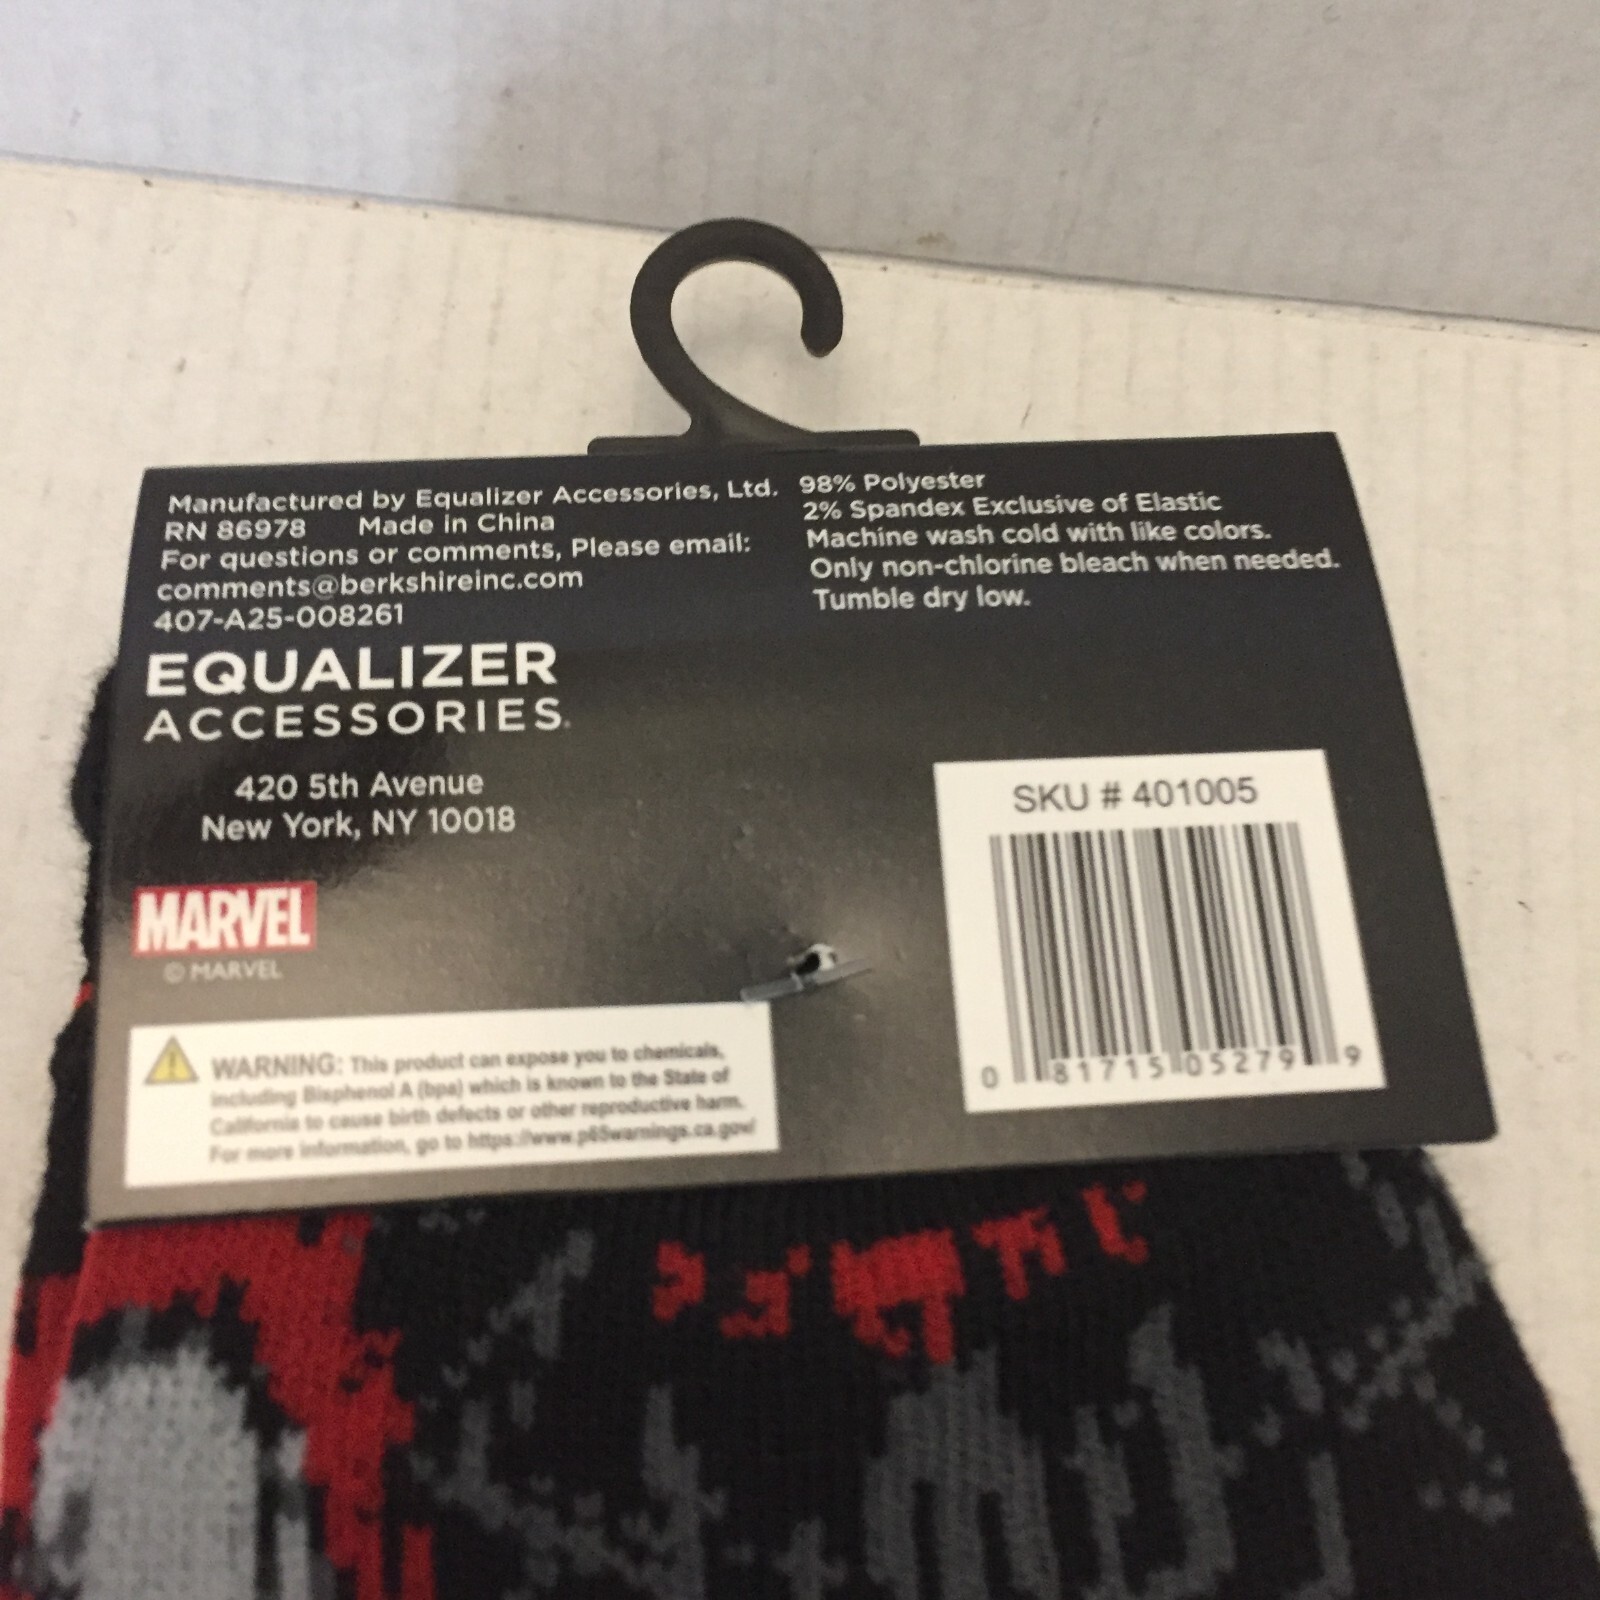 Manufactured by Equalizer Accessories, Ltd.
RN 86978 Made in China
For questions or comments, Please email:
comments@berkshireinc.com
407-A25-008261
98% Polyester
2% Spandex Exclusive of Elastic
Machine wash cold with like colors.
Only non-chlorine bleach when needed.
Tumble dry low.
EQUALIZER
ACCESSORIES
420 5th Avenue
New York, NY 10018
MARVEL
© MARVEL
WARNING: This product can expose you to chemicals,
including Bisphenol A (bpa) which is known to the State of
California to cause birth defects or other reproductive harm.
For more information, go to https://www.p65warnings.ca.gov/
SKU # 401005
0 81715 05279 9